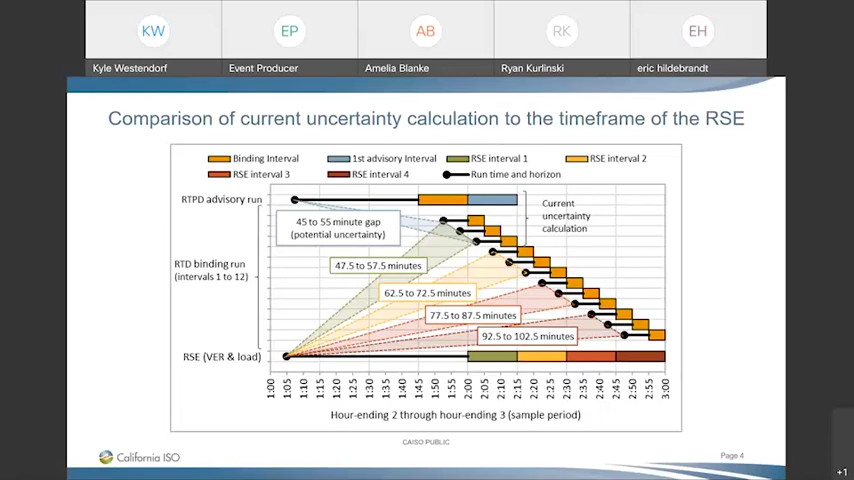 KW
EP
AB
RK
EH
Kyle Westendorf
Event Producer
Amelia Blanke
Ryan Kurlinski
eric hildebrandt
Comparison of current uncertainty calculation to the timeframe of the RSE
Binding Interval
1st advisory Interval
RSE interval 1
RSE interval 2
RSE interval 3
RSE interval 4
Run time and horizon
RTPD advisory run
Current
uncertainty
calculation
45 to 55 minute gap
(potential uncertainty)
RTD binding run
(intervals 1 to 12)
47.5 to 57.5 minutes
62.5 to 72.5 minutes
77.5 to 87.5 minutes
92.5 to 102.5 minutes
RSE (VER & load)
1:00
1:05
1:10
1:15
1:20
1:25
1:30
1:35
1:40
1:45
1:50
1:55
2:00
2:05
2:10
2:15
2:20
2:25
2:30
2:35
2:40
2:45
2:50
2:55
3:00
Hour-ending 2 through hour-ending 3 (sample period)
CAISO PUBLIC
California ISO
Page 4
+1